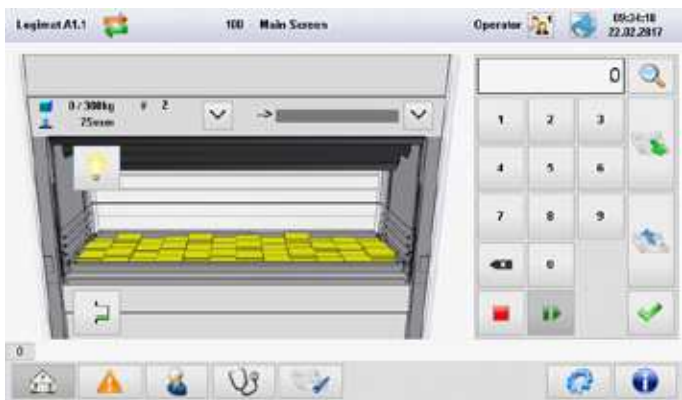 Logimat A1.1
100 Main Screen
Operator
09:34:18
22.02.2017
0 / 300kg # 2
75mm
->
0
1 2 3
4 5 6
7 8 9
0
0